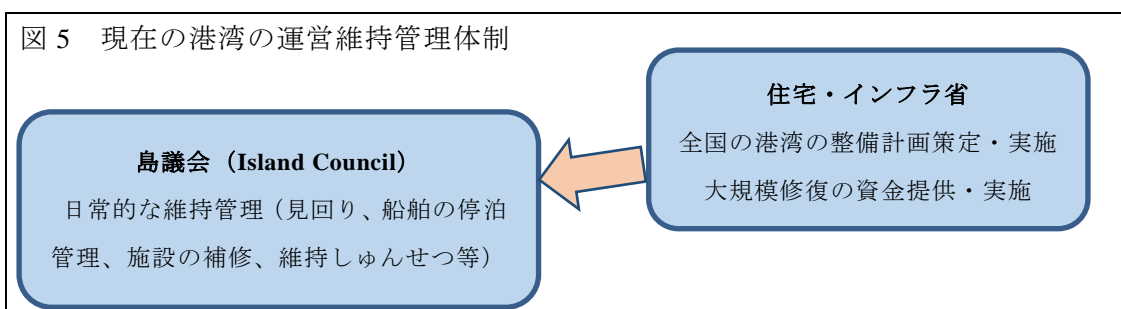 図 5 現在の港湾の運営維持管理体制
住宅・インフラ省
全国の港湾の整備計画策定・実施
大規模修復の資金提供・実施
島議会（Island Council）
日常的な維持管理（見回り、船舶の停泊
管理、施設の補修、維持しゅんせつ等）